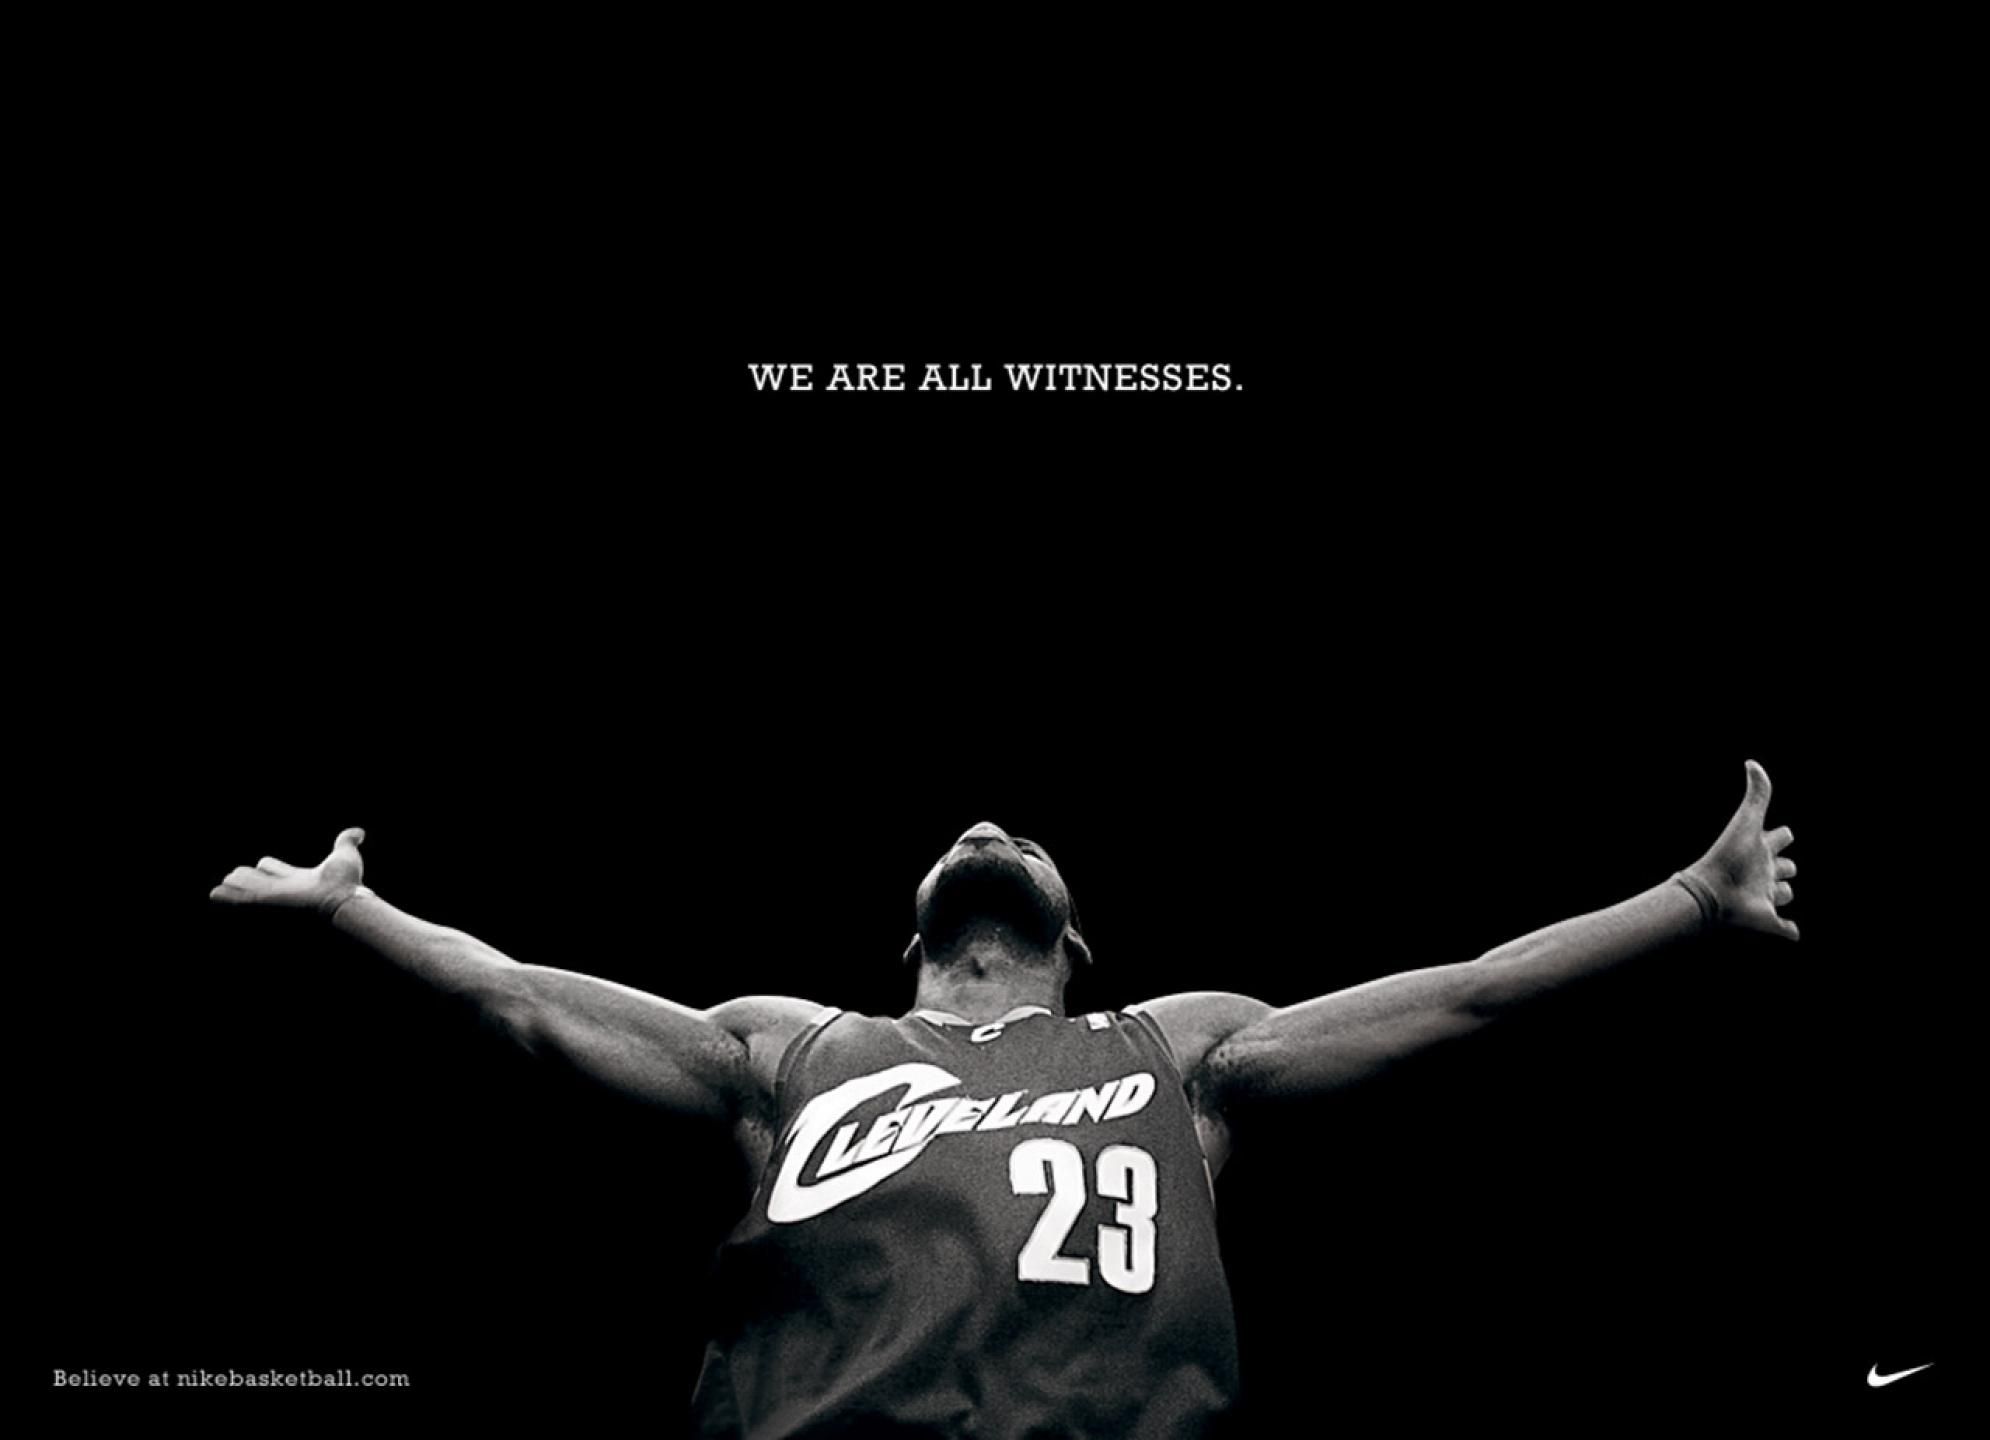 WE ARE ALL WITNESSES.
C
CLEVELAND
23
Believe at nikebasketball.com